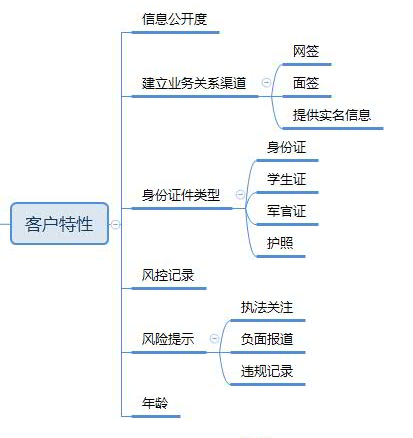 信息公开度
网签
建立业务关系渠道
面签
提供实名信息
身份证
学生证
身份证件类型
军官证
客户特性
护照
风控记录
执法关注
风险提示
负面报道
违规记录
年龄